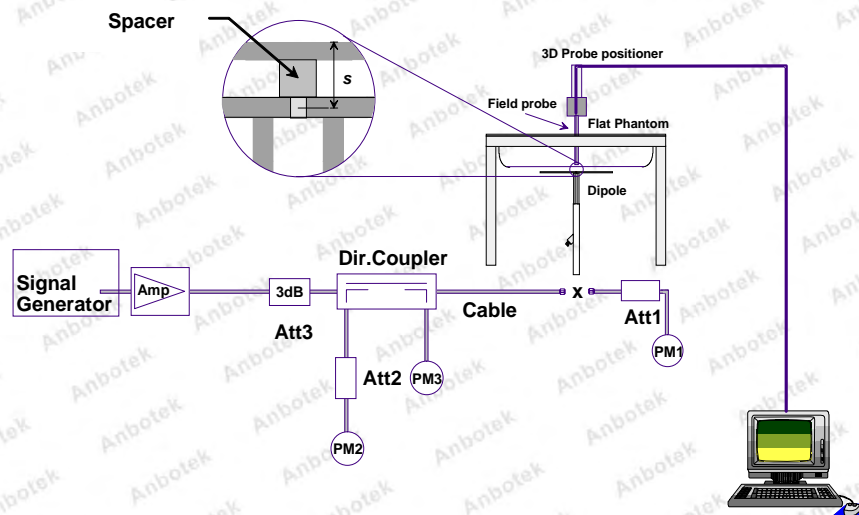 Spacer
s
3D Probe positioner
Field probe
Flat Phantom
Dipole
Signal
Generator
Amp
3dB
Att3
Dir.Coupler
Cable
x
Att1
PM1
Att2
PM3
PM2
Anbotek